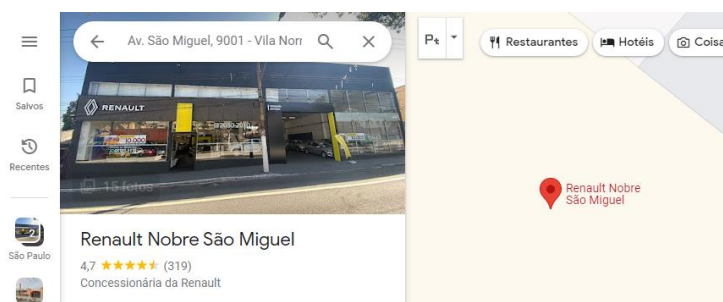 Av. São Miguel, 9001 - Vila Norr
Restaurantes
Hotéis
Coisa
Salvos
Recentes
São Paulo
RENAULT
15 fotos
Renault Nobre
São Miguel
Renault Nobre São Miguel
4,7 (319)
Concessionária da Renault